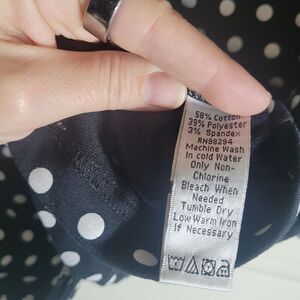 58% Cotton
39% Polyester
3% Spandex
RN98294
Machine Wash
In cold Water
Only Non-
Chlorine
Bleach When
Needed
Tumble Dry
Low Warm Iron
If Necessary